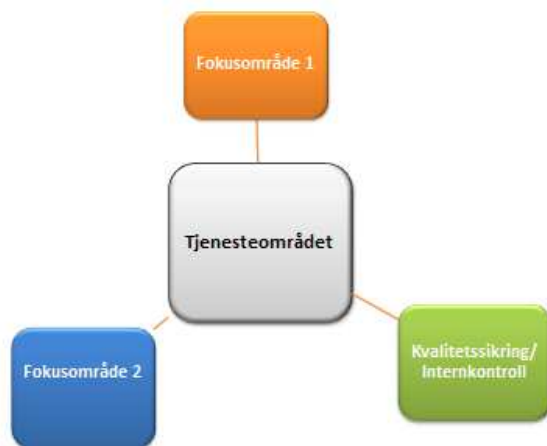 Fokusområde 1
Tjenesteområdet
Kvalitetssikring/
Internkontroll
Fokusområde 2